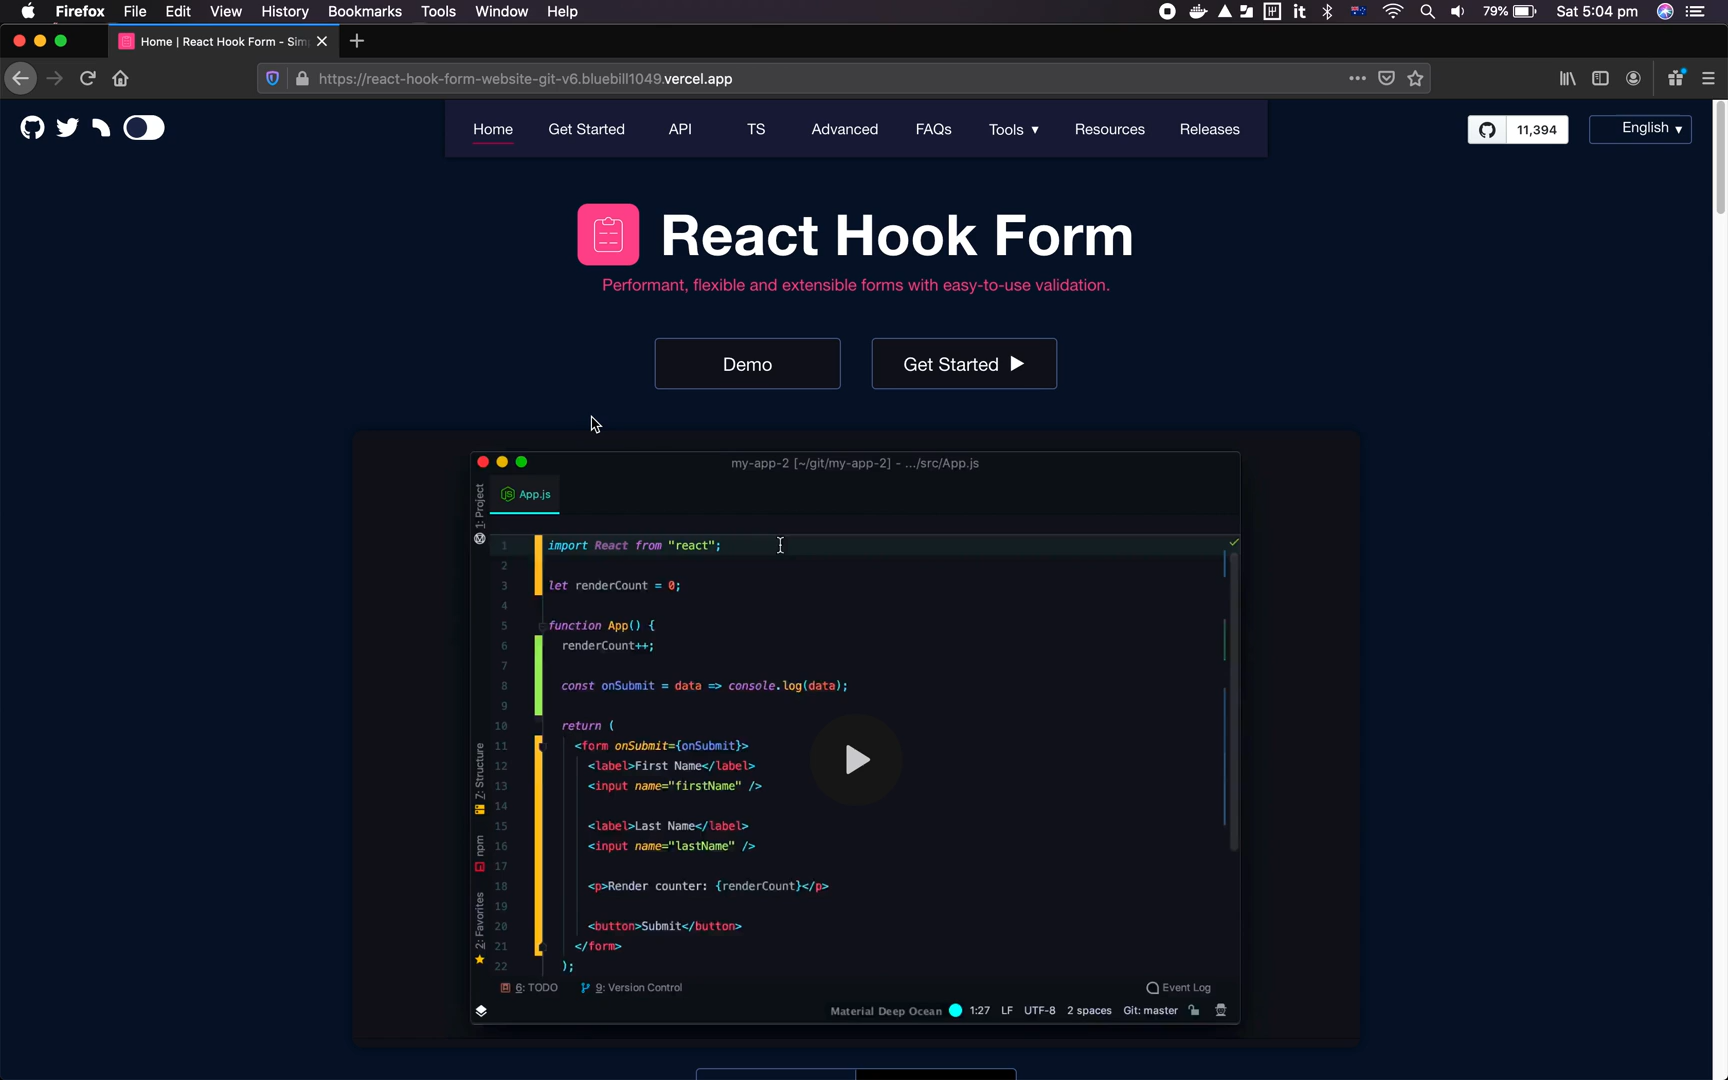 Firefox File Edit View History Bookmarks Tools Window Help
it 79% Sat 5:04 pm
Home | React Hook Form - Sim
https://react-hook-form-website-git-v6.bluebill1049.vercel.app
Home Get Started API TS Advanced FAQs Tools ▼ Resources Releases
11,394
English ▾
React Hook Form
Performant, flexible and extensible forms with easy-to-use validation.
Demo
Get Started ▶
my-app-2 [~/git/my-app-2] - .../src/App.js
1: Project
App.js
1 import React from "react";
2
3 let renderCount = 0;
4
5 function App() {
6 renderCount++;
7
8 const onSubmit = data => console.log(data);
9
10 return (
11 <form onSubmit={onSubmit}>
12 <label>First Name</label>
13 <input name="firstName" />
14
15 <label>Last Name</label>
16 <input name="lastName" />
17
18 <p>Render counter: {renderCount}</p>
19
20 <button>Submit</button>
21 </form>
22 );
Z: Structure
npm
2: Favorites
6: TODO 9: Version Control Event Log
Material Deep Ocean 1:27 LF UTF-8 2 spaces Git: master